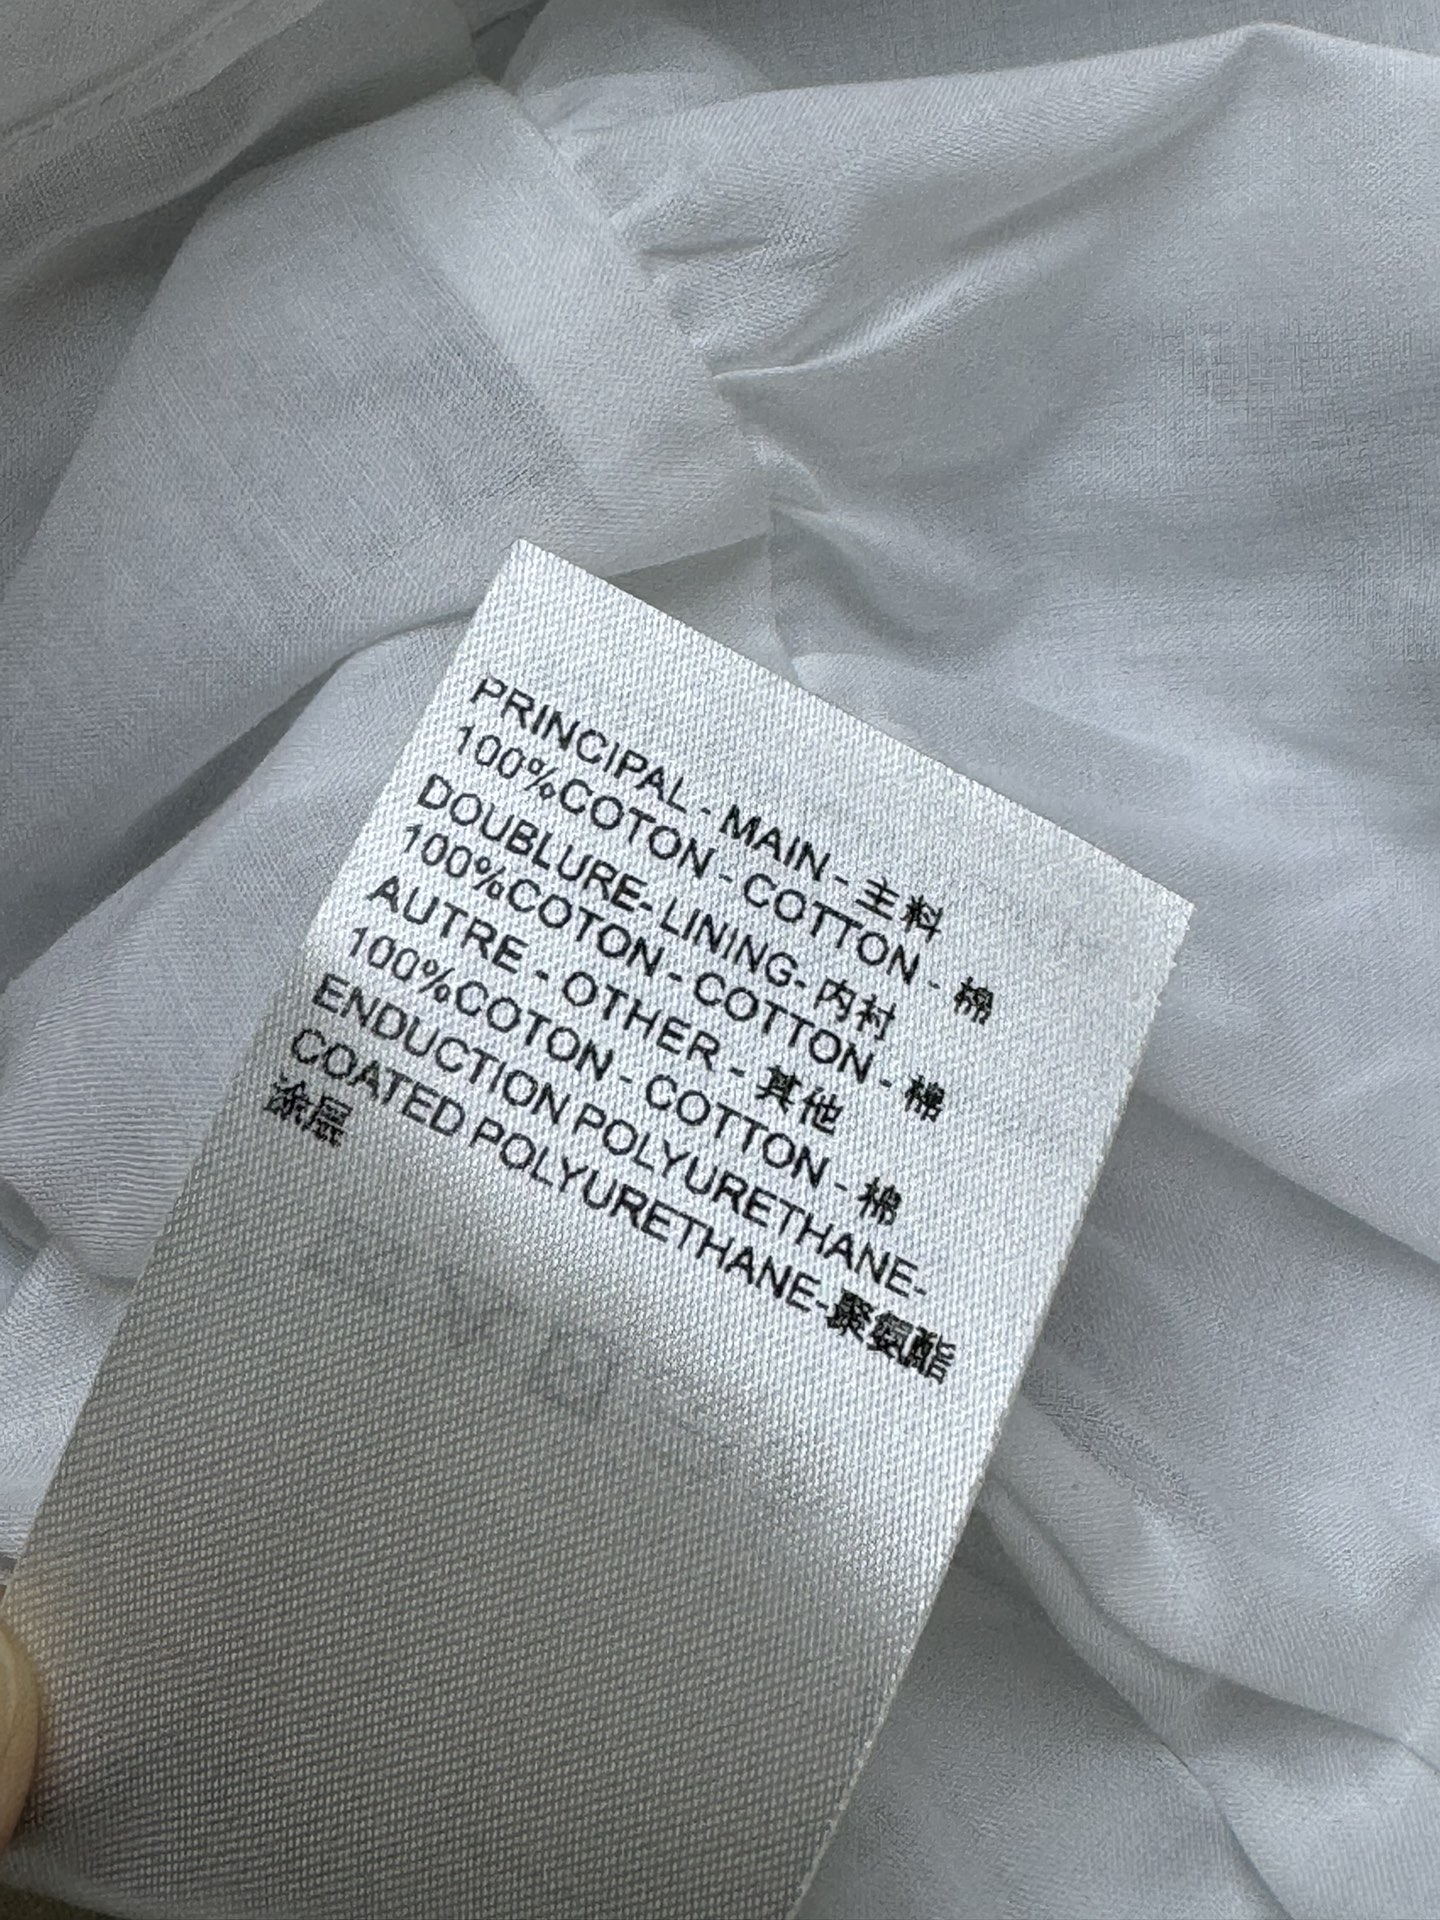 PRINCIPAL - MAIN - 主料
100%COTON - COTTON - 棉
DOUBLURE- LINING- 内衬
100%COTON - COTTON - 棉
AUTRE - OTHER - 其他
100%COTON - COTTON - 棉
ENDUCTION POLYURETHANE-
COATED POLYURETHANE-聚氨酯
涂层